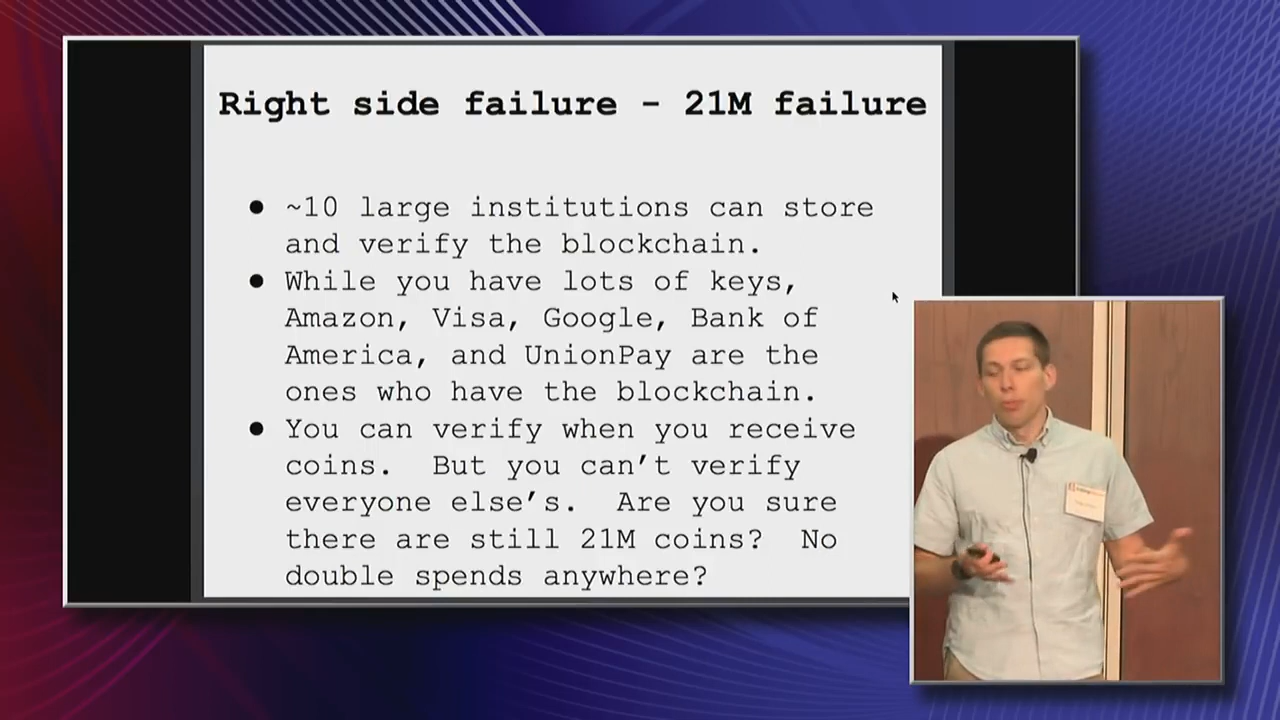 Right side failure - 21M failure
● ~10 large institutions can store
and verify the blockchain.
● While you have lots of keys,
Amazon, Visa, Google, Bank of
America, and UnionPay are the
ones who have the blockchain.
● You can verify when you receive
coins.  But you can’t verify
everyone else’s.  Are you sure
there are still 21M coins?  No
double spends anywhere?